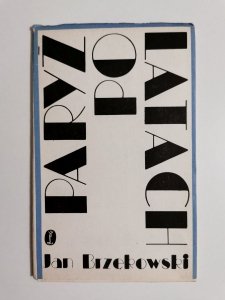 PARYŻ
PO
LATACH
Jan Brzękowski